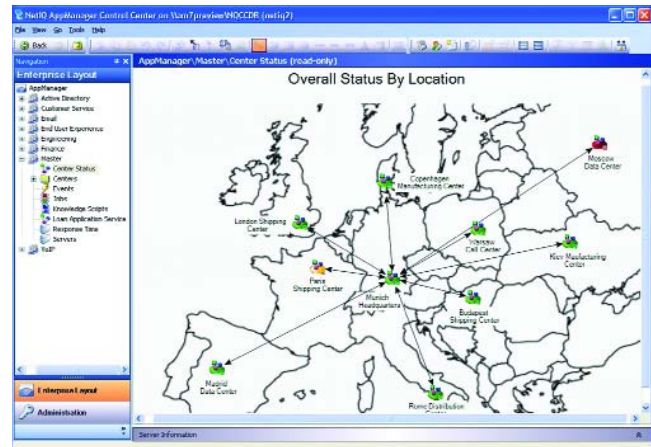 NetIQ AppManager Control Center on \\am7preview\NQCCDB (netiq2)
File View Go Tools Help
Back
Navigation
Enterprise Layout
AppManager
Active Directory
Customer Service
Email
End User Experience
Engineering
Finance
Master
Center Status
Centers
Events
Jobs
Knowledge Scripts
Loan Application Service
Response Time
Servers
VoIP
Enterprise Layout
Administration
AppManager\Master\Center Status (read-only)
Overall Status By Location
Moscow
Data Center
Copenhagen
Manufacturing Center
London Shipping
Center
Warsaw
Call Center
Kiev Maufacturing
Center
Paris
Shipping Center
Munich
Headquarters
Budapest
Shipping Center
Madrid
Data Center
Rome Distribution
Center
Server Information